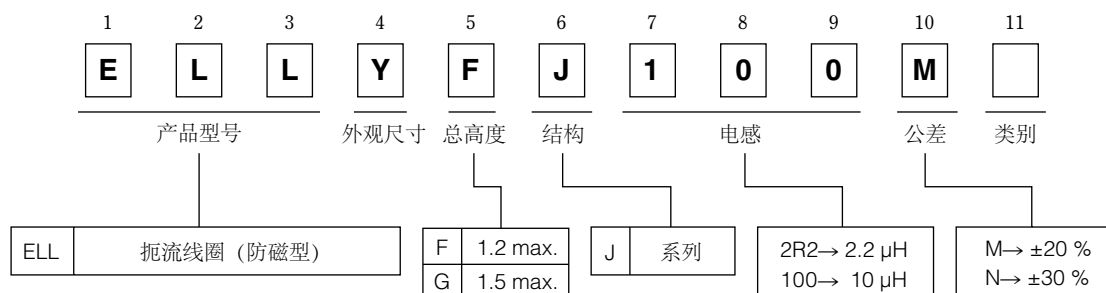 1 2 3 4 5 6 7 8 9 10 11
E L L Y F J 1 0 0 M
产品型号 外观尺寸 总高度 结构 电感 公差 类别
ELL 扼流线圈 (防磁型)
F 1.2 max.
G 1.5 max.
J 系列
2R2→ 2.2 µH
100→ 10 µH
M→ ±20 %
N→ ±30 %